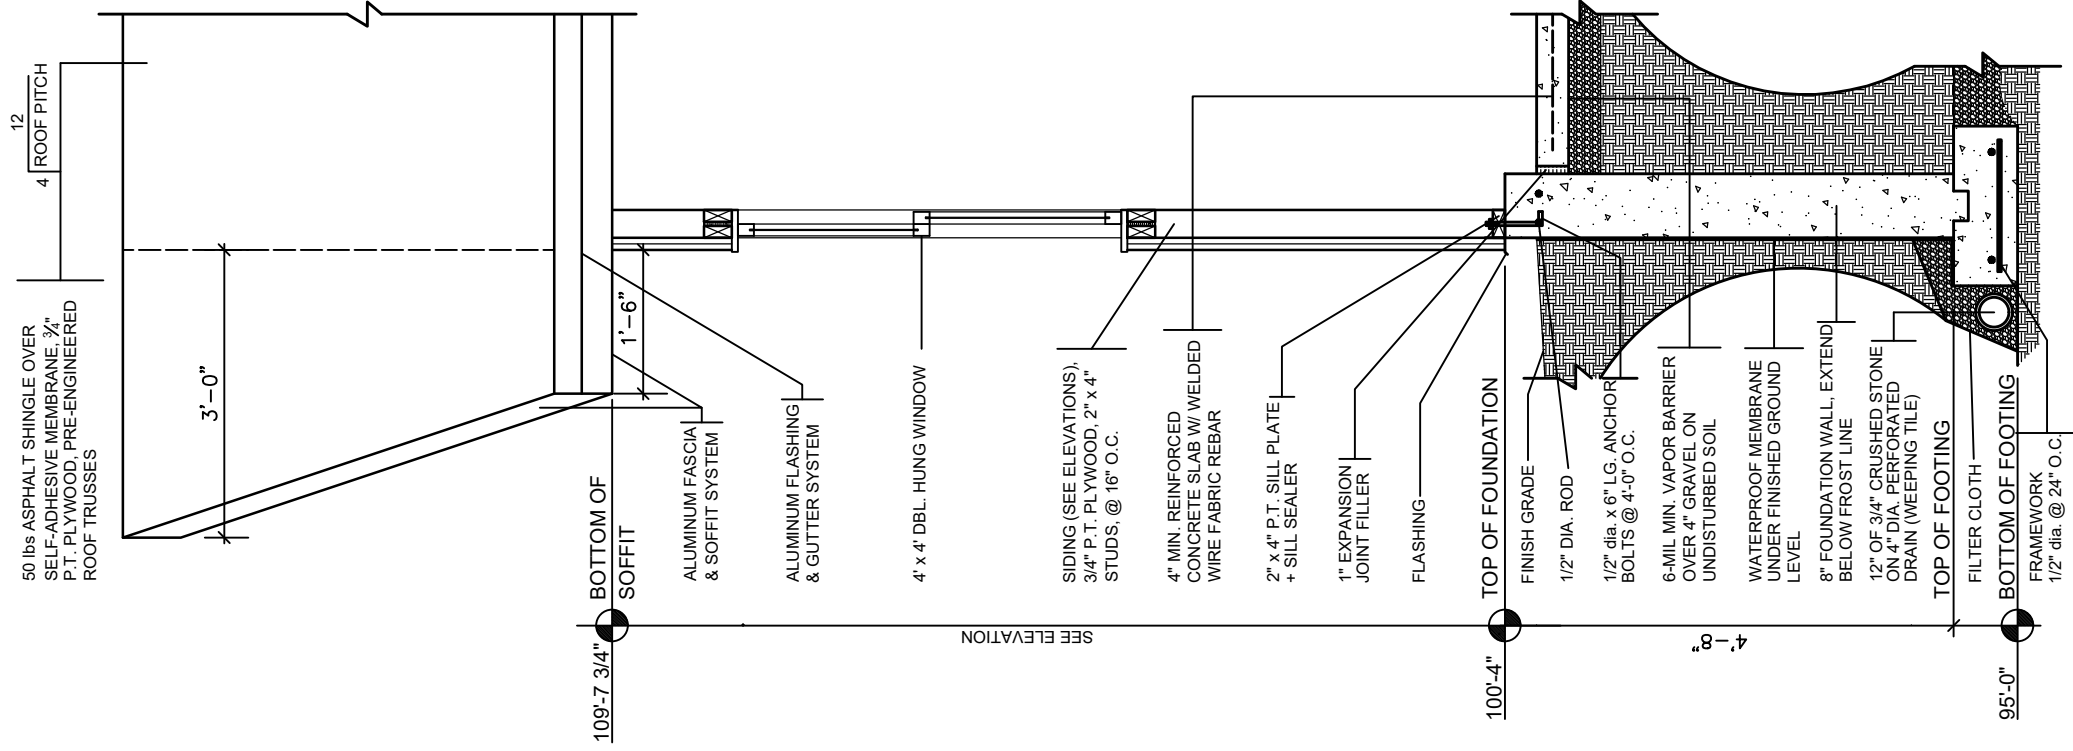 12
4
ROOF PITCH
50 lbs ASPHALT SHINGLE OVER
SELF-ADHESIVE MEMBRANE, 3⁄4"
P.T. PLYWOOD, PRE-ENGINEERED
ROOF TRUSSES
3'-0"
1'-6"
BOTTOM OF
SOFFIT
109'-7 3/4"
ALUMINUM FASCIA
& SOFFIT SYSTEM
ALUMINUM FLASHING
& GUTTER SYSTEM
4' x 4' DBL. HUNG WINDOW
SEE ELEVATION
SIDING (SEE ELEVATIONS),
3/4" P.T. PLYWOOD, 2" x 4"
STUDS, @ 16" O.C.
4" MIN. REINFORCED
CONCRETE SLAB W/ WELDED
WIRE FABRIC REBAR
2" x 4" P.T. SILL PLATE
+ SILL SEALER
1" EXPANSION
JOINT FILLER
FLASHING
TOP OF FOUNDATION
100'-4"
FINISH GRADE
1/2" DIA. ROD
1/2" dia. x 6" LG. ANCHOR
BOLTS @ 4'-0" O.C.
6-MIL MIN. VAPOR BARRIER
OVER 4" GRAVEL ON
UNDISTURBED SOIL
4'-8"
WATERPROOF MEMBRANE
UNDER FINISHED GROUND
LEVEL
8" FOUNDATION WALL, EXTEND
BELOW FROST LINE
12" OF 3/4" CRUSHED STONE
ON 4" DIA. PERFORATED
DRAIN (WEEPING TILE)
TOP OF FOOTING
FILTER CLOTH
BOTTOM OF FOOTING
95'-0"
FRAMEWORK
1/2" dia. @ 24" O.C.